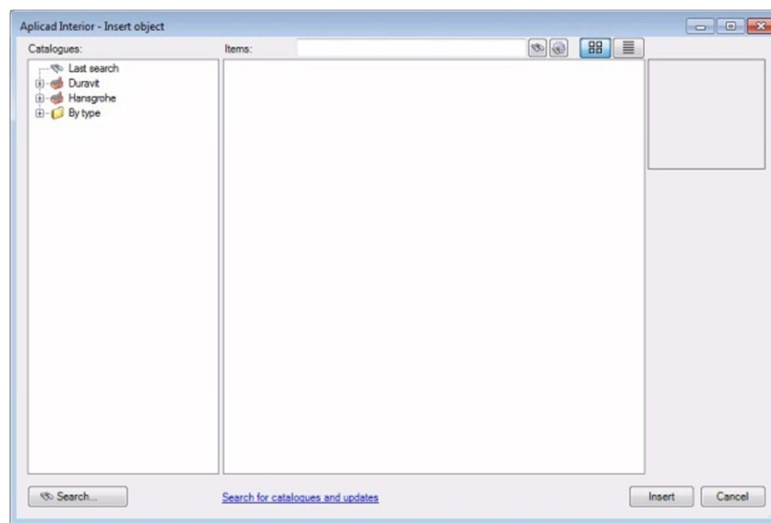 Aplicad Interior - Insert object
Catalogues:
Items:
Last search
Duravit
Hansgrohe
By type
Search...
Search for catalogues and updates
Insert
Cancel